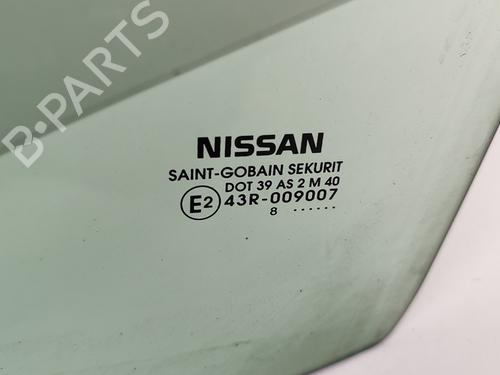 B-PARTS
NISSAN
SAINT-GOBAIN SEKURIT
DOT 39 AS 2 M 40
E2 43R-009007
8 ......